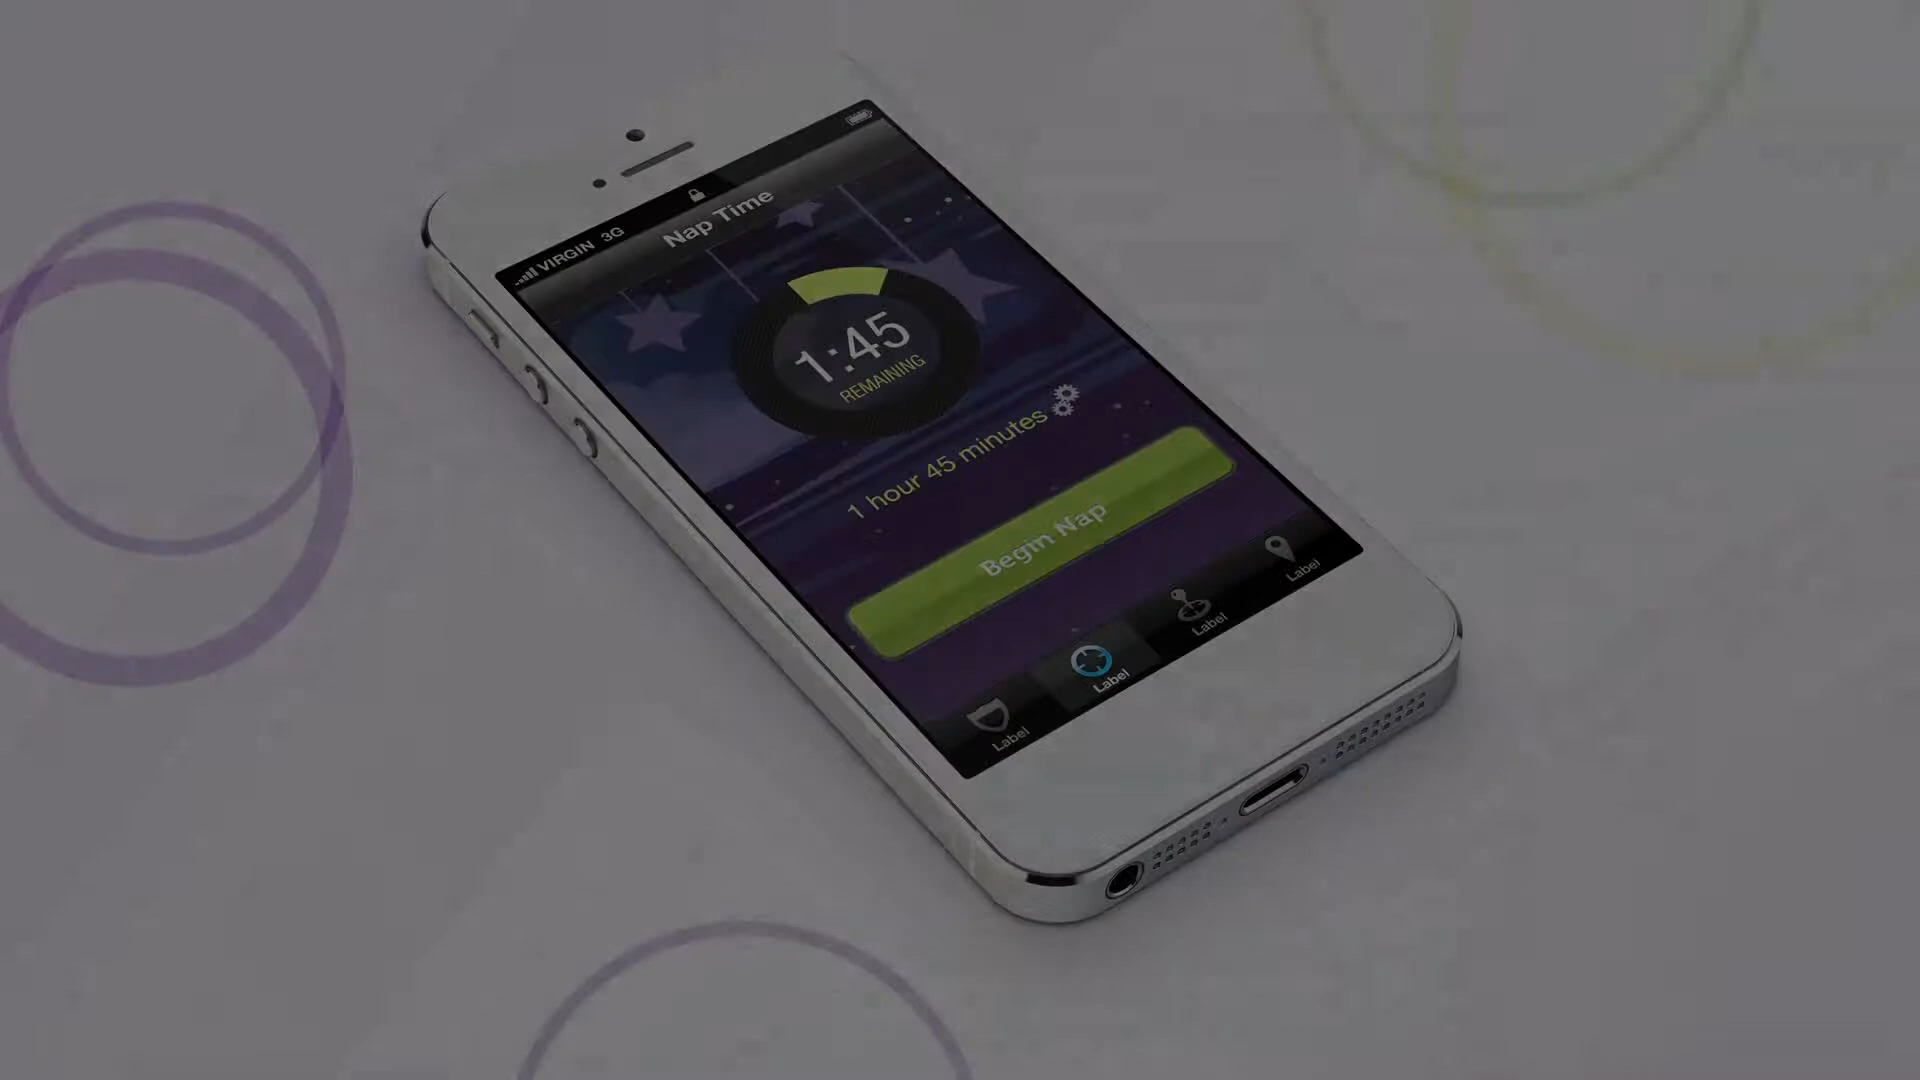 VIRGIN 3G
Nap Time
1:45
REMAINING
1 hour 45 minutes
Begin Nap
Label
Label
Label
Label